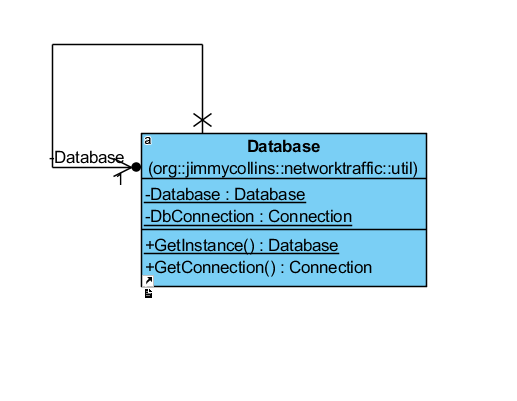 a
Database
(org::jimmycollins::networktraffic::util)
-Database
1
-Database : Database
-DbConnection : Connection
+GetInstance() : Database
+GetConnection() : Connection